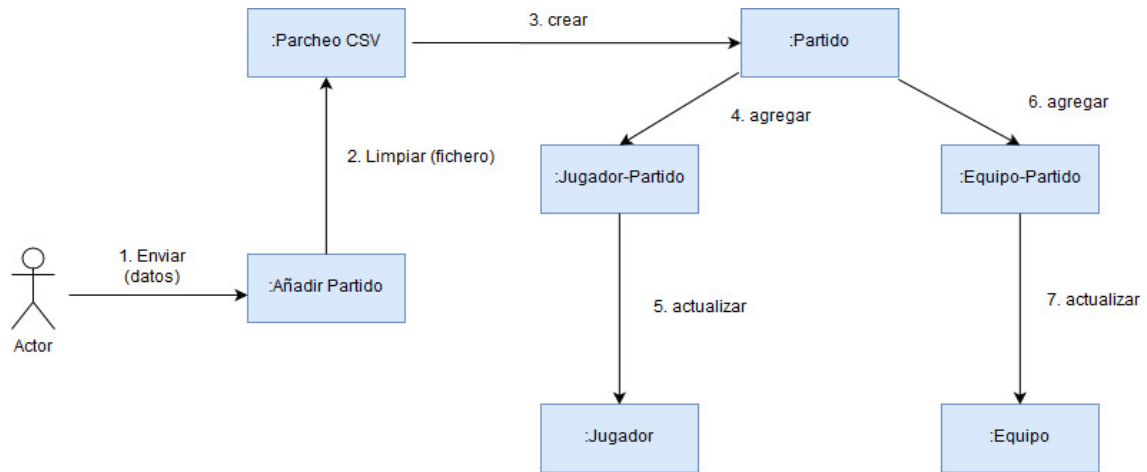 3. crear
:Parcheo CSV
:Partido
4. agregar
6. agregar
2. Limpiar (fichero)
:Jugador-Partido
:Equipo-Partido
1. Enviar
(datos)
:Añadir Partido
5. actualizar
7. actualizar
Actor
:Jugador
:Equipo